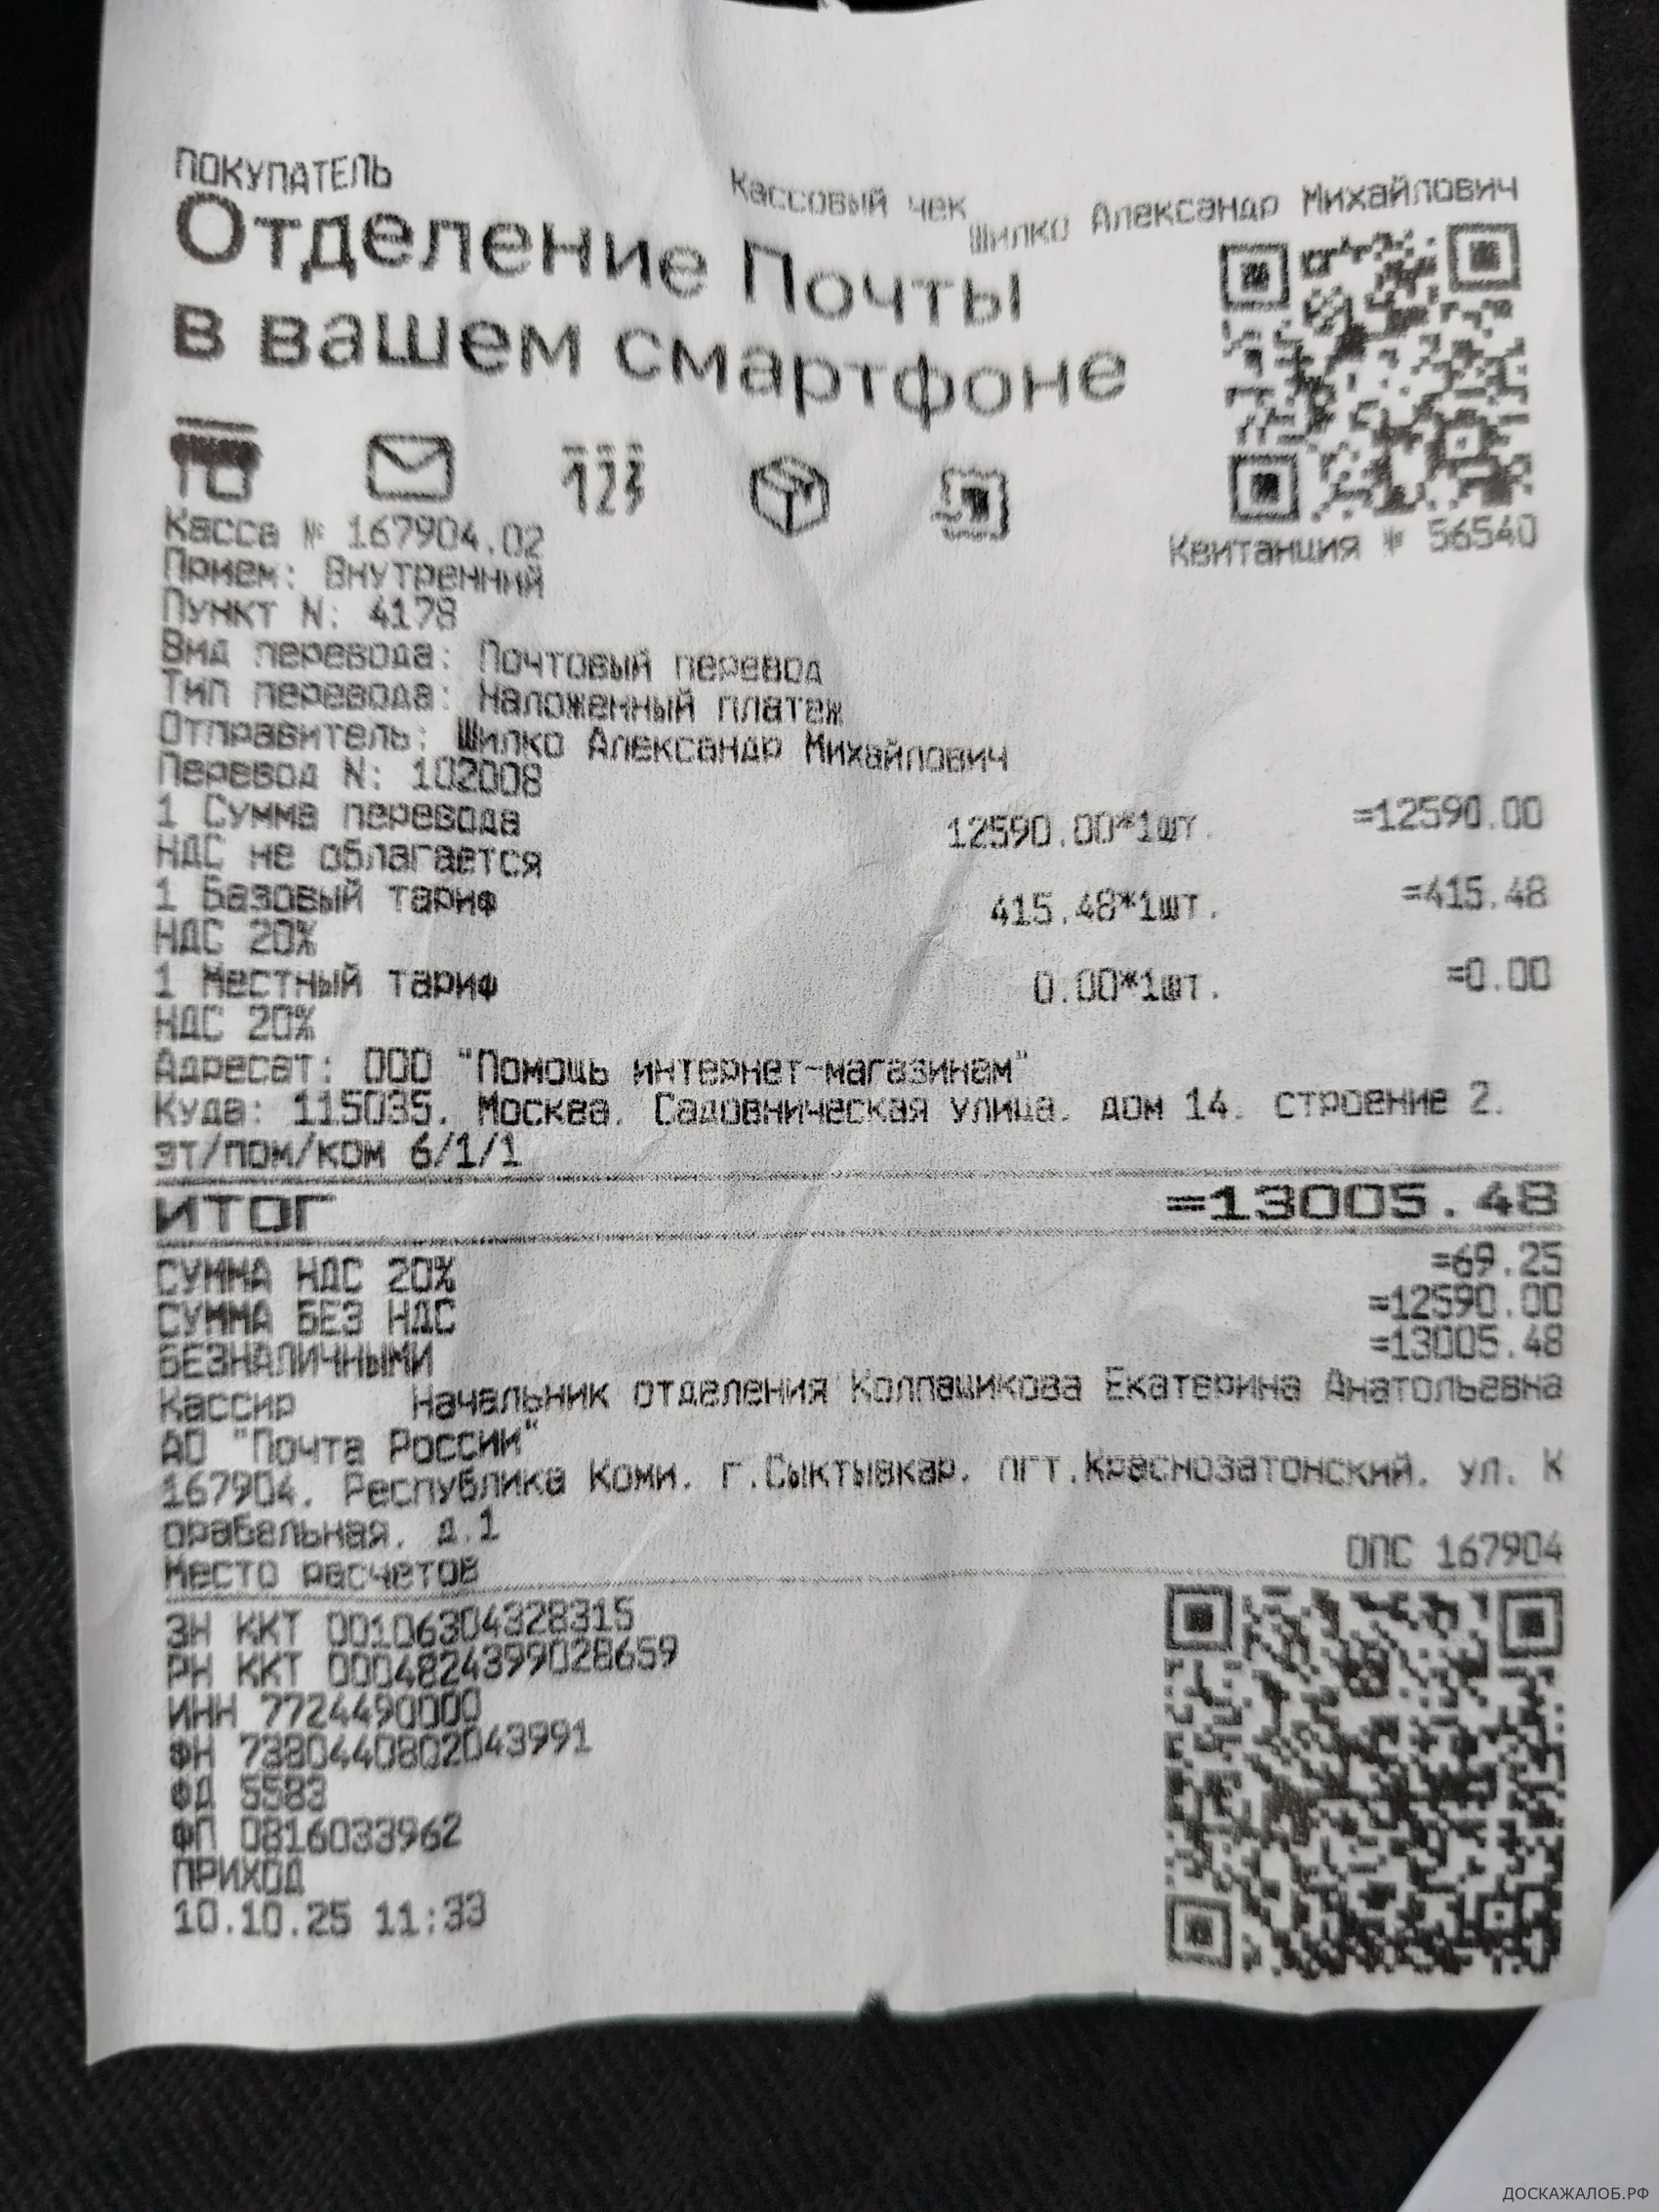 ПОКУПАТЕЛЬ
Кассовый чек
Шилко Александр Михайлович
Отделение Почты
в вашем смартфоне
Касса № 167904.02
Квитанция № 56540
Прием: Внутренний
Пункт N: 4178
Вид перевода: Почтовый перевод
Тип перевода: Наложенный платеж
Отправитель: Шилко Александр Михайлович
Перевод N: 102008
1 Сумма перевода 12590.00*1шт. =12590.00
НДС не облагается
1 Базовый тариф 415.48*1шт. =415.48
НДС 20%
1 Местный тариф 0.00*1шт. =0.00
НДС 20%
Адресат: ООО "Помощь интернет-магазинам"
Куда: 115035, Москва, Садовническая улица, дом 14, строение 2,
эт/пом/ком 6/1/1
ИТОГ =13005.48
СУММА НДС 20% =69.25
СУММА БЕЗ НДС =12590.00
БЕЗНАЛИЧНЫМИ =13005.48
Кассир Начальник отделения Колпащикова Екатерина Анатольевна
АО "Почта России"
167904, Республика Коми, г.Сыктывкар, пгт.Краснозатонский, ул. К
орабельная, д.1
Место расчетов ОПС 167904
ЗН ККТ 00106304328315
РН ККТ 0004824399028659
ИНН 7724490000
ФН 7380440802043991
ФД 5583
ФП 0816033962
ПРИХОД
10.10.25 11:33
ДОСКАЖАЛОБ.РФ